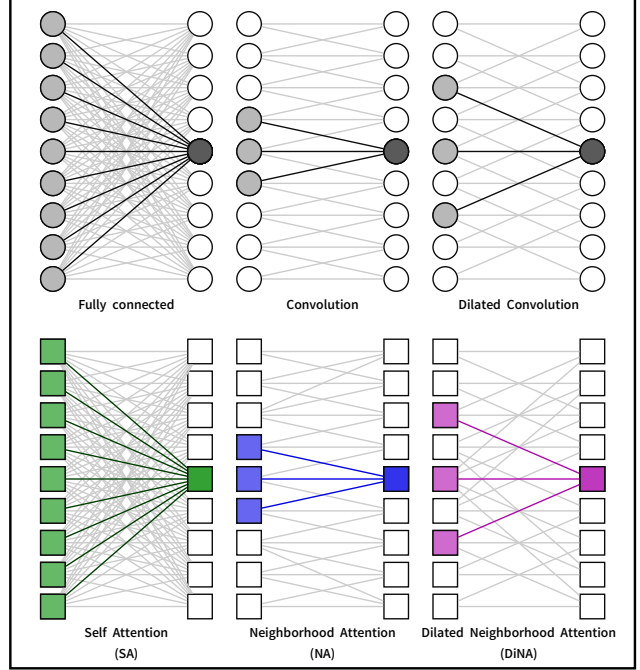 Fully connected
Convolution
Dilated Convolution
Self Attention
(SA)
Neighborhood Attention
(NA)
Dilated Neighborhood Attention
(DiNA)